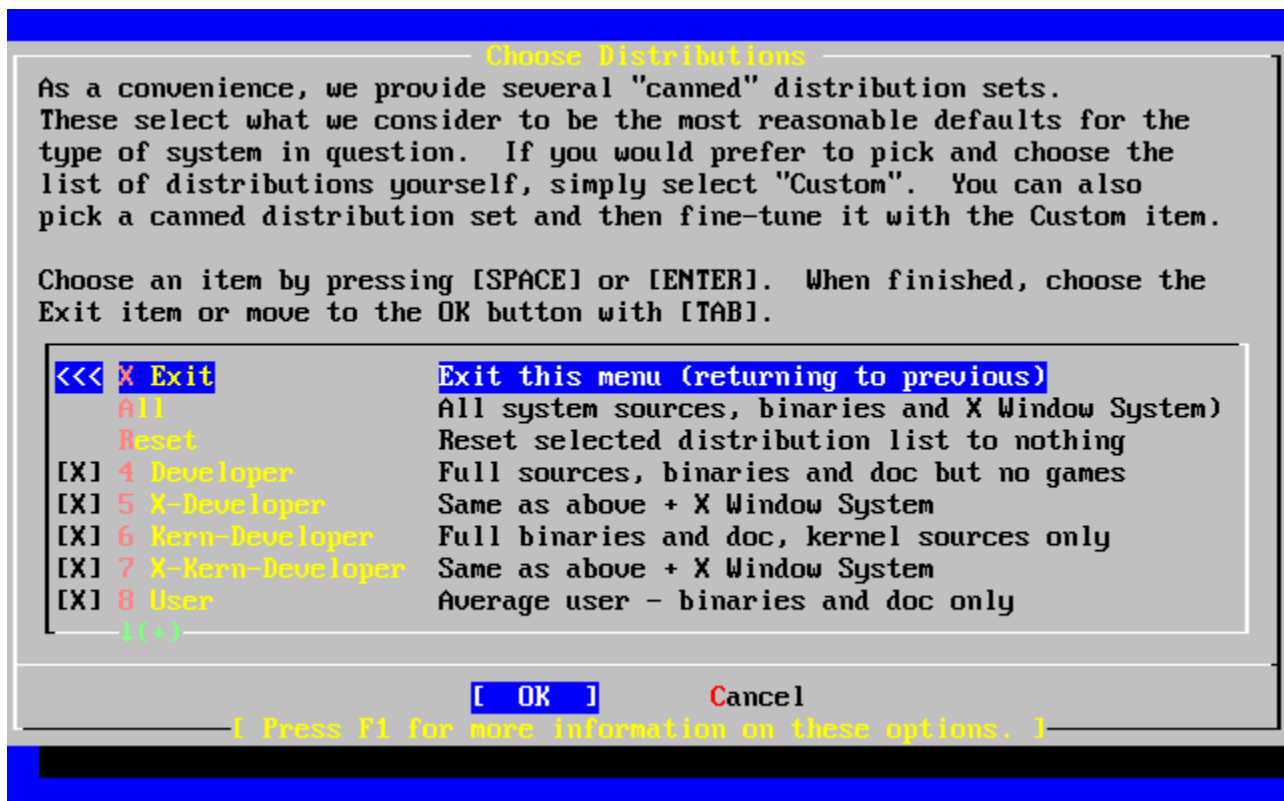 Choose Distributions
As a convenience, we provide several "canned" distribution sets.
These select what we consider to be the most reasonable defaults for the
type of system in question.  If you would prefer to pick and choose the
list of distributions yourself, simply select "Custom".  You can also
pick a canned distribution set and then fine-tune it with the Custom item.
Choose an item by pressing [SPACE] or [ENTER].  When finished, choose the
Exit item or move to the OK button with [TAB].
<<< X Exit Exit this menu (returning to previous)
All All system sources, binaries and X Window System)
Reset Reset selected distribution list to nothing
[X] 4 Developer Full sources, binaries and doc but no games
[X] 5 X-Developer Same as above + X Window System
[X] 6 Kern-Developer Full binaries and doc, kernel sources only
[X] 7 X-Kern-Developer Same as above + X Window System
[X] 8 User Average user - binaries and doc only
↓(+)
[ OK ] Cancel
[ Press F1 for more information on these options. ]